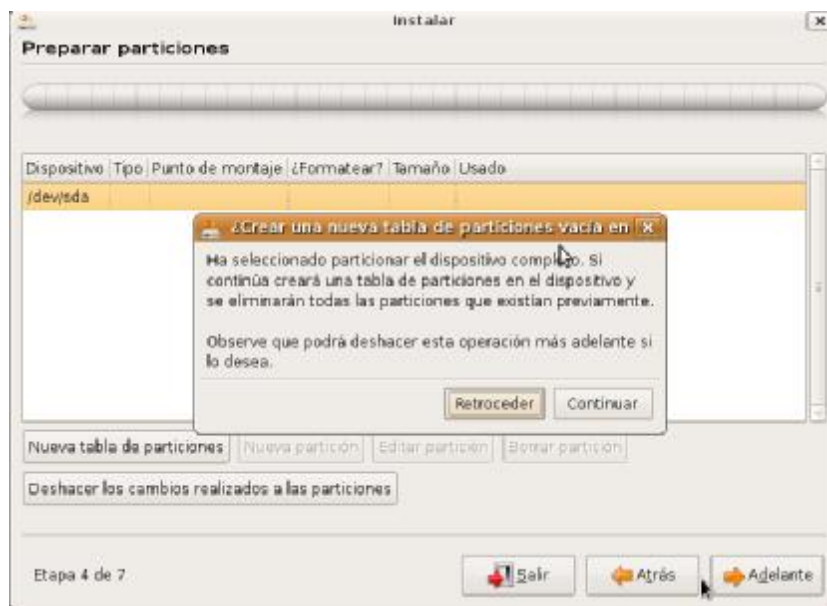 Instalar
Preparar particiones
Dispositivo Tipo Punto de montaje ¿Formatear? Tamaño Usado
/dev/sda
¿Crear una nueva tabla de particiones vacía en
Ha seleccionado particionar el dispositivo completo. Si
continúa creará una tabla de particiones en el dispositivo y
se eliminarán todas las particiones que existían previamente.
Observe que podrá deshacer esta operación más adelante si
lo desea.
Retroceder Continuar
Nueva tabla de particiones Nueva partición Editar partición Borrar partición
Deshacer los cambios realizados a las particiones
Etapa 4 de 7
Salir Atrás Adelante